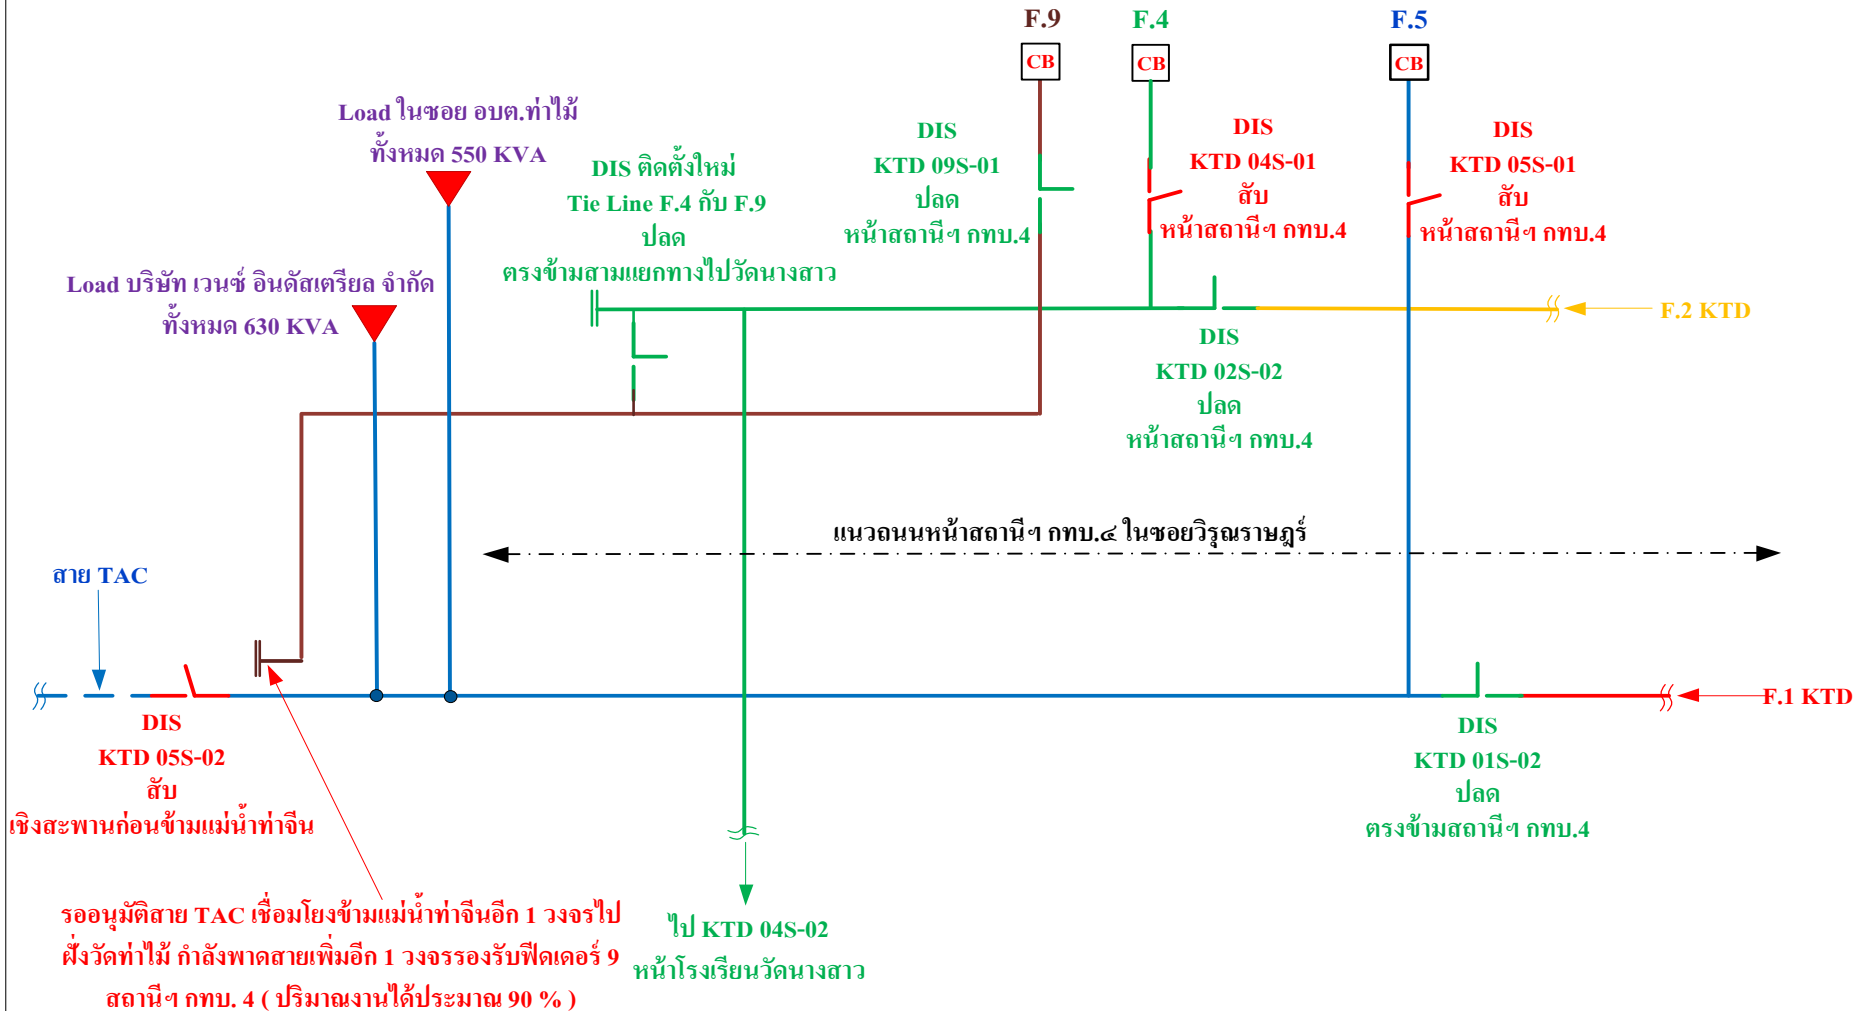 F.9
F.4
F.5
CB
CB
CB
Load ในซอย อบต.ท่าไม้
ทั้งหมด 550 KVA
DIS ติดตั้งใหม่
Tie Line F.4 กับ F.9
ปลด
ตรงข้ามสามแยกทางไปวัดนางสาว
DIS
KTD 09S-01
ปลด
หน้าสถานีฯ กทบ.4
DIS
KTD 04S-01
สับ
หน้าสถานีฯ กทบ.4
DIS
KTD 05S-01
สับ
หน้าสถานีฯ กทบ.4
Load บริษัท เวนซ์ อินดัสเตรียล จำกัด
ทั้งหมด 630 KVA
F.2 KTD
DIS
KTD 02S-02
ปลด
หน้าสถานีฯ กทบ.4
แนวถนนหน้าสถานีฯ กทบ.๔ ในซอยวิรุณราษฎร์
สาย TAC
F.1 KTD
DIS
KTD 05S-02
สับ
เชิงสะพานก่อนข้ามแม่น้ำท่าจีน
DIS
KTD 01S-02
ปลด
ตรงข้ามสถานีฯ กทบ.4
รออนุมัติสาย TAC เชื่อมโยงข้ามแม่น้ำท่าจีนอีก 1 วงจรไป
ฝั่งวัดท่าไม้ กำลังพาดสายเพิ่มอีก 1 วงจรรองรับฟีดเดอร์ 9
สถานีฯ กทบ. 4 ( ปริมาณงานได้ประมาณ 90 % )
ไป KTD 04S-02
หน้าโรงเรียนวัดนางสาว